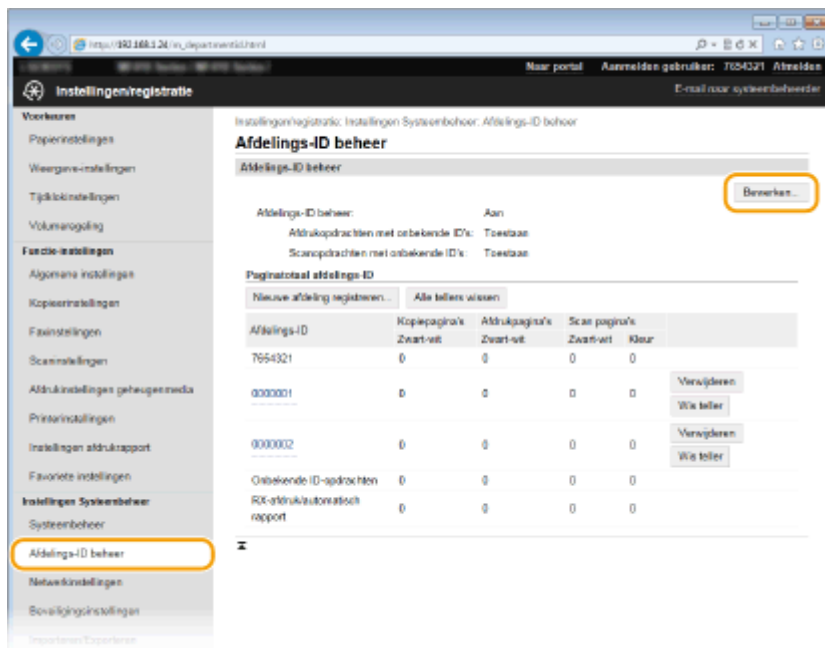 http://192.168.1.24/m_departmentid.html
Naar portal Aanmelden gebruiker: 7654321 Afmelden
Instellingen/registratie
E-mail naar systeembeheerder
Voorkeuren
Papierinstellingen
Weergave-instellingen
Tijdklokinstellingen
Volumeregeling
Functie-instellingen
Algemene instellingen
Kopieerinstellingen
Faxinstellingen
Scaninstellingen
Afdrukinstellingen geheugenmedia
Printerinstellingen
Instellingen afdrukrapport
Favoriete instellingen
Instellingen Systeembeheer
Systeembeheer
Afdelings-ID beheer
Netwerkinstellingen
Beveiligingsinstellingen
Importeren/Exporteren
Instellingen/registratie: Instellingen Systeembeheer: Afdelings-ID beheer
Afdelings-ID beheer
Afdelings-ID beheer
Bewerken...
Afdelings-ID beheer: Aan
Afdrukopdrachten met onbekende ID's: Toestaan
Scanopdrachten met onbekende ID's: Toestaan
Paginatotaal afdelings-ID
Nieuwe afdeling registreren... Alle tellers wissen
Afdelings-ID Kopiepagina's Afdrukpagina's Scan pagina's
Zwart-wit Zwart-wit Zwart-wit Kleur
7654321 0 0 0 0
0000001 0 0 0 0 Verwijderen
Wis teller
0000002 0 0 0 0 Verwijderen
Wis teller
Onbekende ID-opdrachten 0 0 0 0
RX-afdruk/automatisch
rapport 0 0 0 0